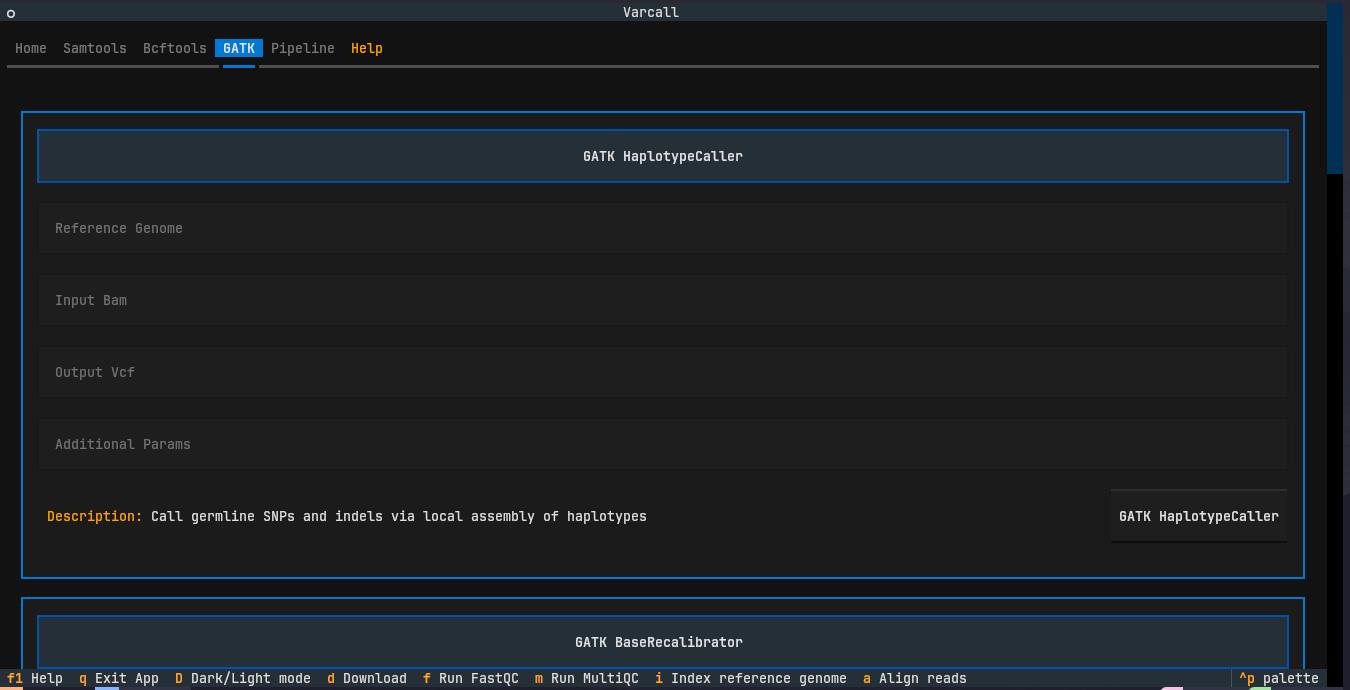 Varcall
Home Samtools Bcftools GATK Pipeline Help
GATK HaplotypeCaller
Reference Genome
Input Bam
Output Vcf
Additional Params
Description: Call germline SNPs and indels via local assembly of haplotypes
GATK HaplotypeCaller
GATK BaseRecalibrator
f1 Help q Exit App D Dark/Light mode d Download f Run FastQC m Run MultiQC i Index reference genome a Align reads ^p palette